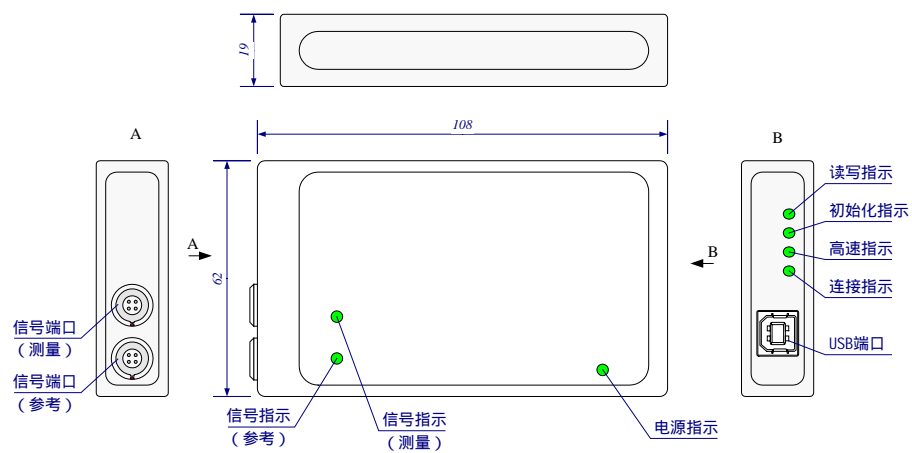 19
108
A
B
读写指示
初始化指示
高速指示
连接指示
A
B
62
信号端口
（测量）
信号端口
（参考）
USB端口
信号指示
（参考）
信号指示
（测量）
电源指示